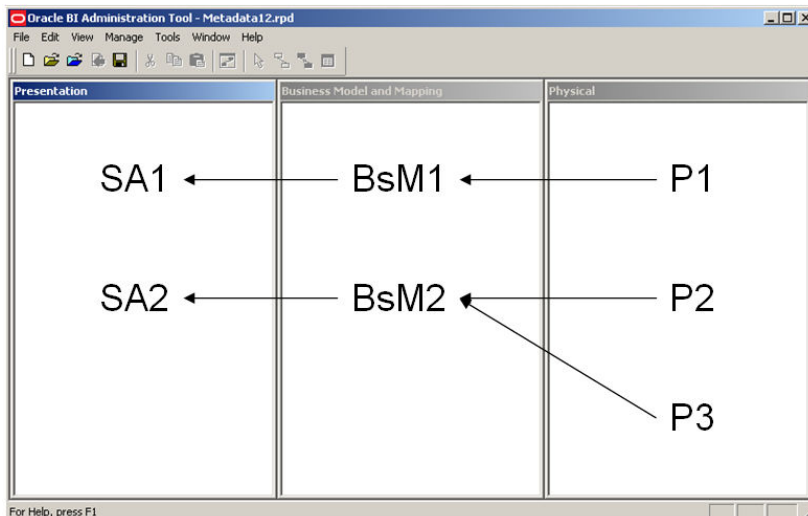 Oracle BI Administration Tool - Metadata12.rpd
File Edit View Manage Tools Window Help
Presentation Business Model and Mapping Physical
SA1 BsM1 P1
SA2 BsM2 P2
P3
For Help, press F1